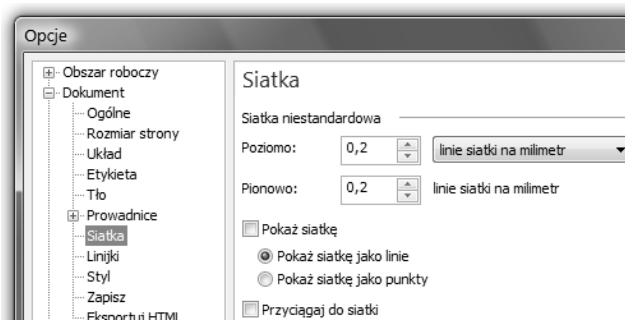 Opcje
Obszar roboczy
Dokument
Ogólne
Rozmiar strony
Układ
Etykieta
Tło
Prowadnice
Siatka
Linijki
Styl
Zapisz
Eksportuj HTML
Siatka
Siatka niestandardowa
Poziomo: 0,2 linie siatki na milimetr
Pionowo: 0,2 linie siatki na milimetr
Pokaż siatkę
Pokaż siatkę jako linie
Pokaż siatkę jako punkty
Przyciągaj do siatki